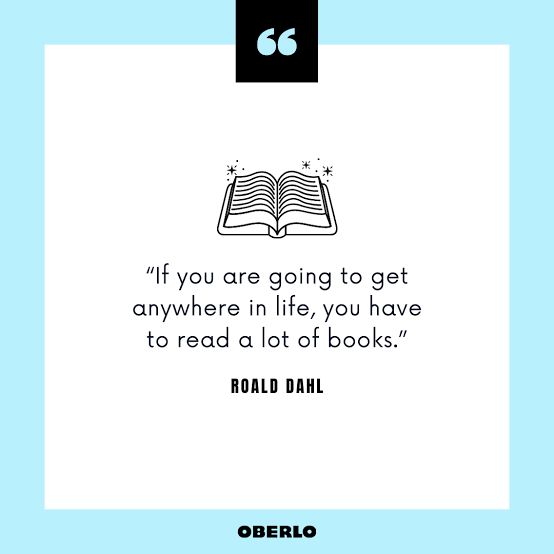 “If you are going to get
anywhere in life, you have
to read a lot of books.”
ROALD DAHL
OBERLO